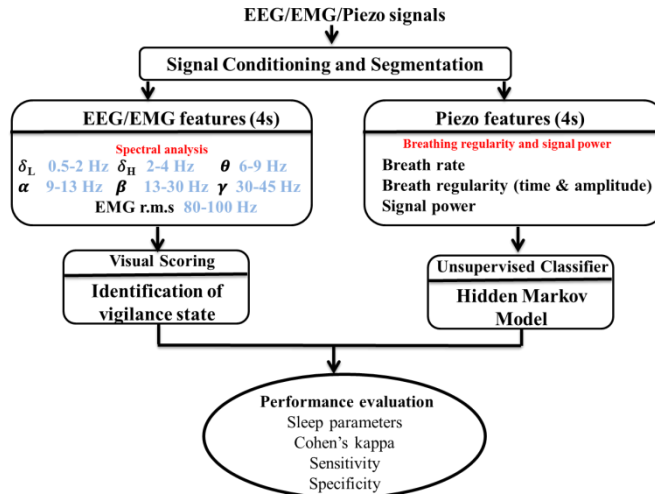 EEG/EMG/Piezo signals
Signal Conditioning and Segmentation
EEG/EMG features (4s)
Spectral analysis
δL 0.5-2 Hz δH 2-4 Hz θ 6-9 Hz
α 9-13 Hz β 13-30 Hz γ 30-45 Hz
EMG r.m.s 80-100 Hz
Piezo features (4s)
Breathing regularity and signal power
Breath rate
Breath regularity (time & amplitude)
Signal power
Visual Scoring
Identification of
vigilance state
Unsupervised Classifier
Hidden Markov
Model
Performance evaluation
Sleep parameters
Cohen's kappa
Sensitivity
Specificity